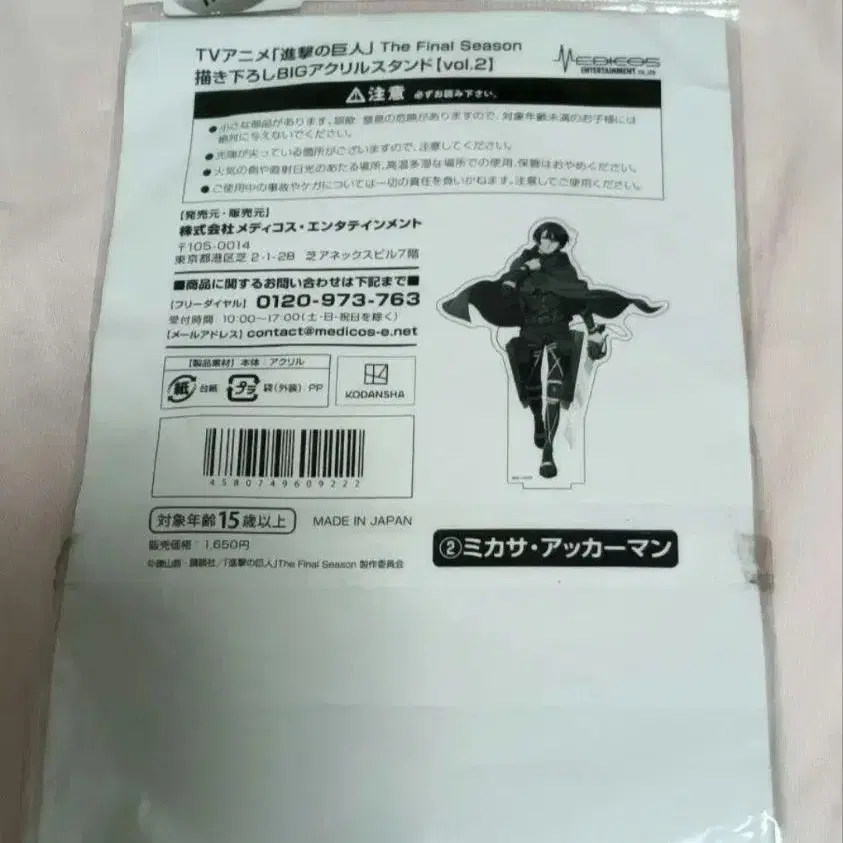 TVアニメ「進撃の巨人」The Final Season
描き下ろしBIGアクリルスタンド【vol.2】
MEDICOS
ENTERTAINMENT CO.,LTD.
注意 必ずお読み下さい。
●小さな部品があります。誤飲 窒息の危険がありますので、対象年齢未満のお子様には
絶対に与えないでください。
●先端が尖っている箇所がございますので、注意してください。
●火気の側や直射日光のあたる場所、高温多湿な場所での使用、保管はおやめください。
●ご使用中の事故やケガについては一切の責任を負いかねます。注意してご使用ください。
【発売元・販売元】
株式会社メディコス・エンタテインメント
〒105-0014
東京都港区芝2-1-28 芝アネックスビル7階
■商品に関するお問い合わせは下記まで■
【フリーダイヤル】 0120-973-763
受付時間 10:00〜17:00(土・日・祝日を除く)
【メールアドレス】contact@medicos-e.net
【製品素材】本体：アクリル
紙 台紙 プラ 袋(外装) PP
KODANSHA
4580749609222
対象年齢15歳以上
MADE IN JAPAN
販売価格：1,650円
©諫山創・講談社/「進撃の巨人」The Final Season 製作委員会
②ミカサ・アッカーマン